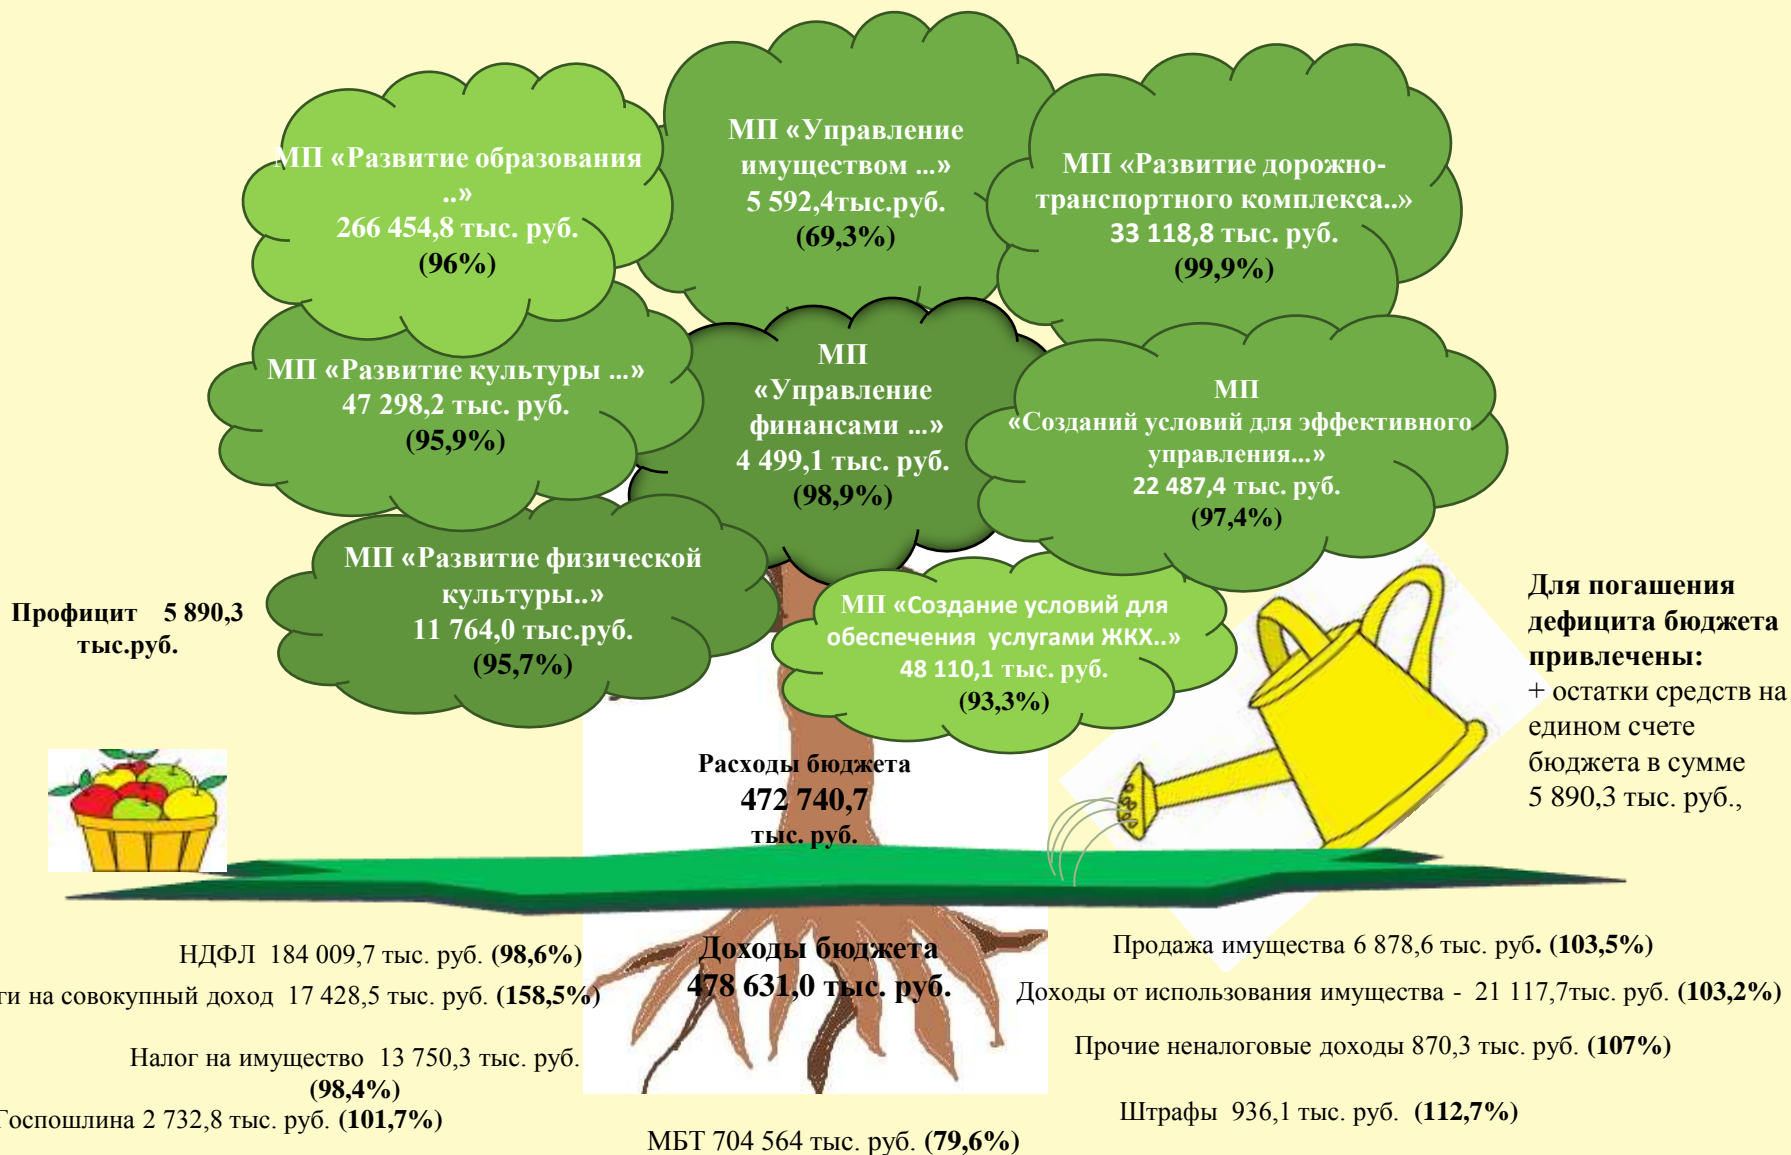 МП «Развитие образования
..»
266 454,8 тыс. руб.
(96%)
МП «Управление
имуществом ...»
5 592,4тыс.руб.
(69,3%)
МП «Развитие дорожно-
транспортного комплекса..»
33 118,8 тыс. руб.
(99,9%)
МП «Развитие культуры ...»
47 298,2 тыс. руб.
(95,9%)
МП
«Управление
финансами ...»
4 499,1 тыс. руб.
(98,9%)
МП
«Созданий условий для эффективного
управления...»
22 487,4 тыс. руб.
(97,4%)
МП «Развитие физической
культуры..»
11 764,0 тыс.руб.
(95,7%)
МП «Создание условий для
обеспечения услугами ЖКХ..»
48 110,1 тыс. руб.
(93,3%)
Профицит 5 890,3
тыс.руб.
Для погашения
дефицита бюджета
привлечены:
+ остатки средств на
едином счете
бюджета в сумме
5 890,3 тыс. руб.,
Расходы бюджета
472 740,7
тыс. руб.
Доходы бюджета
478 631,0 тыс. руб.
НДФЛ 184 009,7 тыс. руб. (98,6%)
ги на совокупный доход 17 428,5 тыс. руб. (158,5%)
Налог на имущество 13 750,3 тыс. руб.
(98,4%)
Госпошлина 2 732,8 тыс. руб. (101,7%)
МБТ 704 564 тыс. руб. (79,6%)
Продажа имущества 6 878,6 тыс. руб. (103,5%)
Доходы от использования имущества - 21 117,7тыс. руб. (103,2%)
Прочие неналоговые доходы 870,3 тыс. руб. (107%)
Штрафы 936,1 тыс. руб. (112,7%)